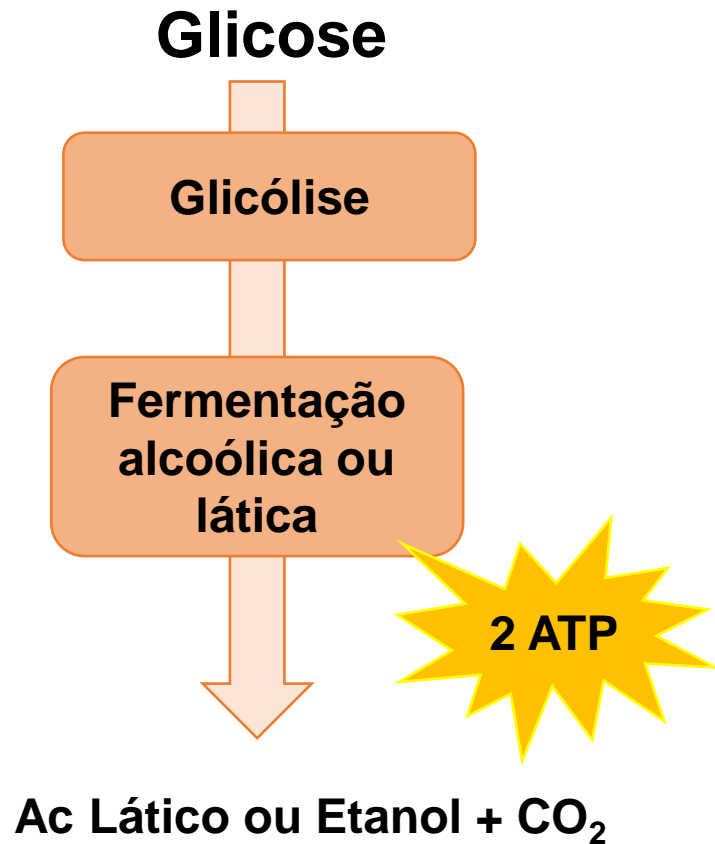 Glicose
Glicólise
Fermentação
alcoólica ou
lática
2 ATP
Ac Lático ou Etanol + CO₂